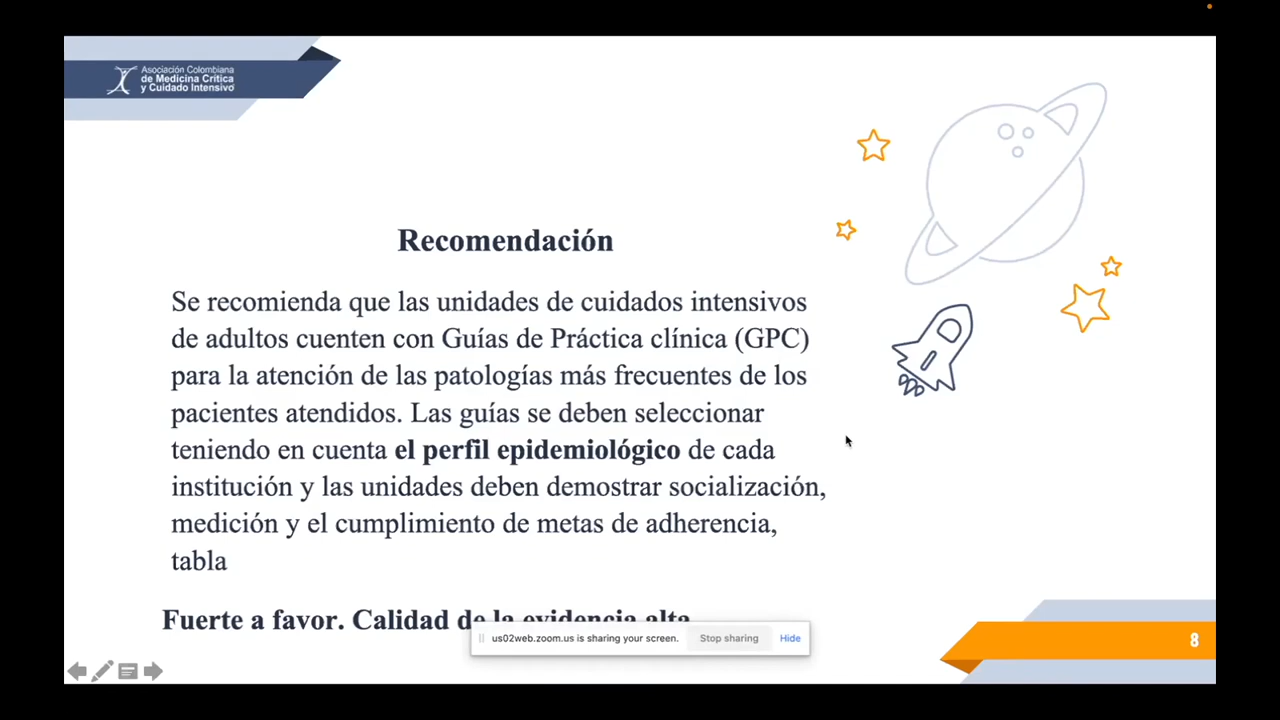 Asociación Colombiana
de Medicina Crítica
y Cuidado Intensivo
Recomendación
Se recomienda que las unidades de cuidados intensivos
de adultos cuenten con Guías de Práctica clínica (GPC)
para la atención de las patologías más frecuentes de los
pacientes atendidos. Las guías se deben seleccionar
teniendo en cuenta el perfil epidemiológico de cada
institución y las unidades deben demostrar socialización,
medición y el cumplimiento de metas de adherencia,
tabla
Fuerte a favor. Calidad de la evidencia alta
us02web.zoom.us is sharing your screen. Stop sharing Hide
8